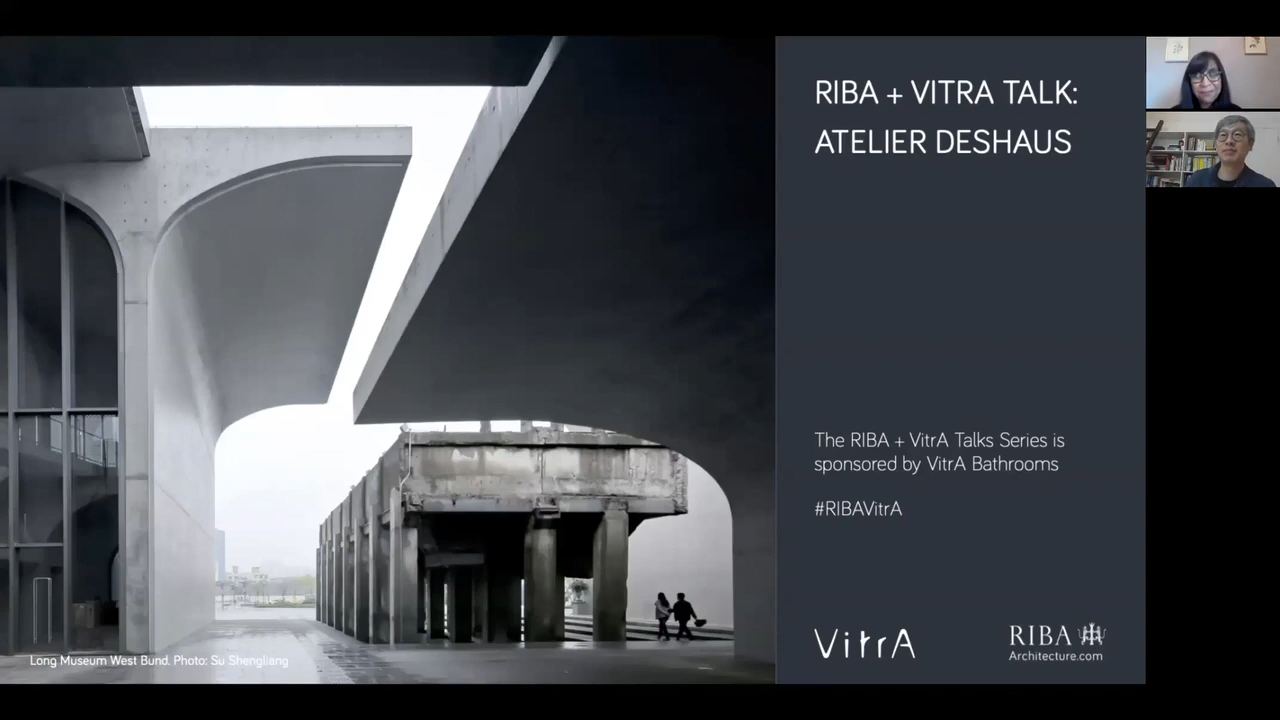 RIBA + VITRA TALK:
ATELIER DESHAUS
The RIBA + VitrA Talks Series is
sponsored by VitrA Bathrooms
#RIBAVitrA
Long Museum West Bund. Photo: Su Shengliang
VitrA
RIBA
Architecture.com